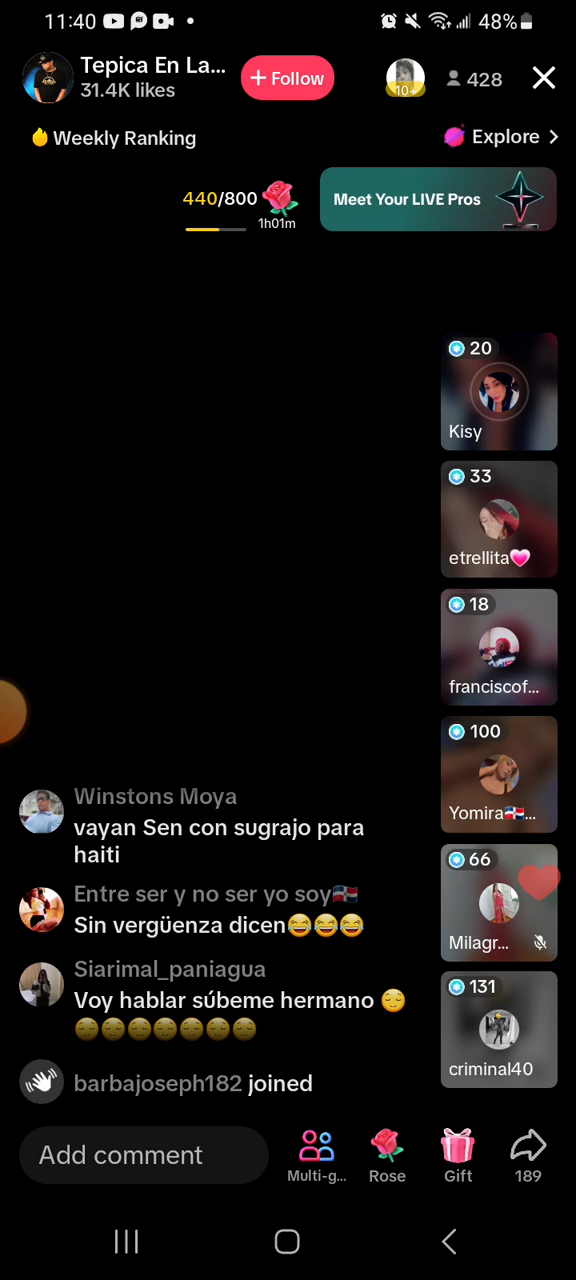 11:40
48%
Tepica En La...
31.4K likes
+ Follow
10+
428
Weekly Ranking
Explore
440/800
1h01m
Meet Your LIVE Pros
20
Kisy
33
etrellita💗
18
franciscof...
100
Yomira🇩🇴...
66
Milagr...
131
criminal40
Winstons Moya
vayan Sen con sugrajo para
haiti
Entre ser y no ser yo soy🇩🇴
Sin vergüenza dicen😂😂😂
Siarimal_paniagua
Voy hablar súbeme hermano 😌
😌😌😌😌😌😌😌
barbajoseph182 joined
Add comment
Multi-g...
Rose
Gift
189